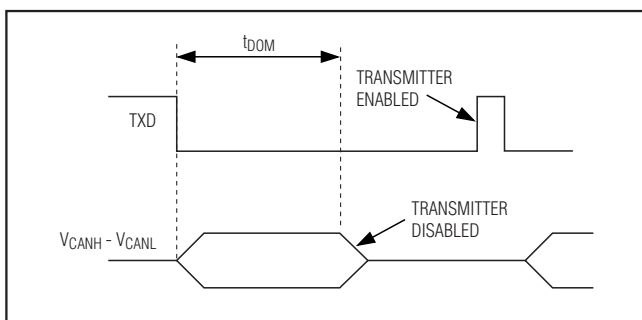 tDOM
TRANSMITTER
ENABLED
TXD
TRANSMITTER
DISABLED
VCANH - VCANL